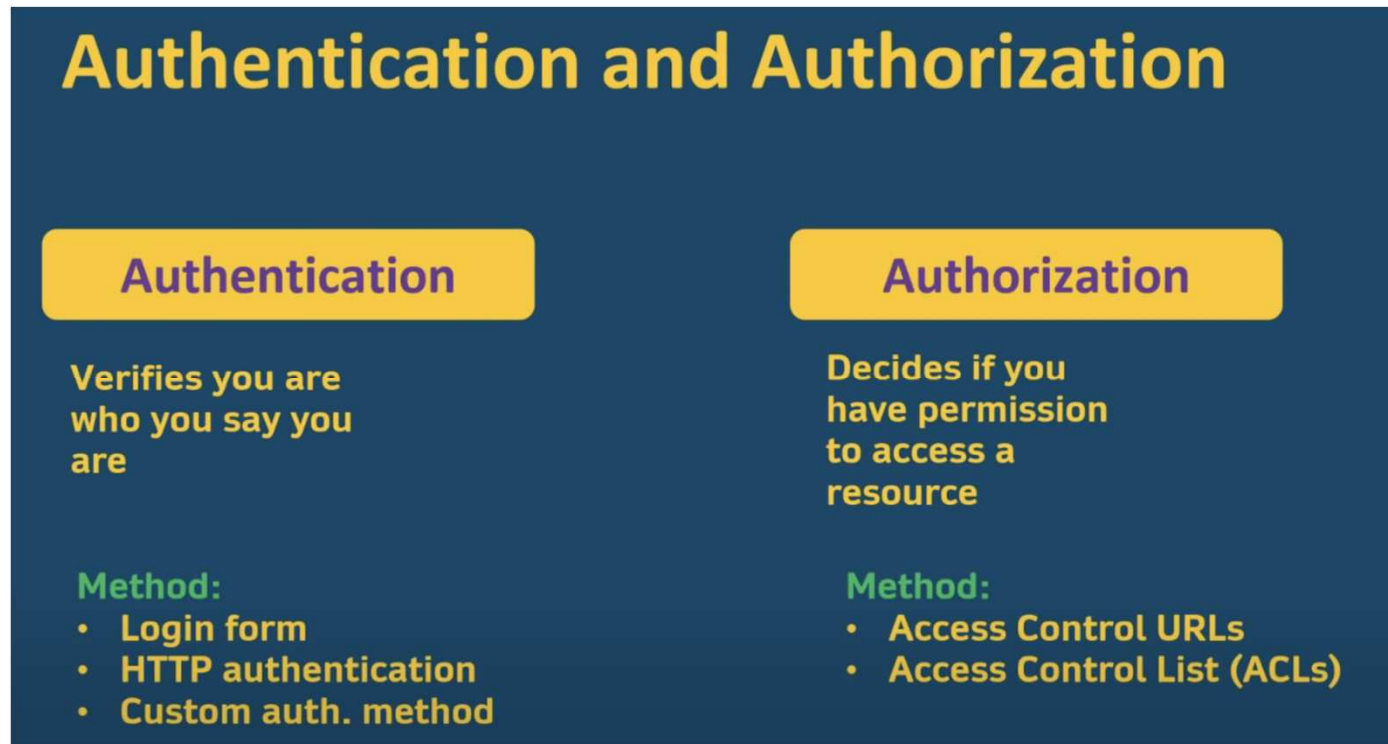 Authentication and Authorization
Authentication
Verifies you are
who you say you
are
Method:
• Login form
• HTTP authentication
• Custom auth. method
Authorization
Decides if you
have permission
to access a
resource
Method:
• Access Control URLs
• Access Control List (ACLs)